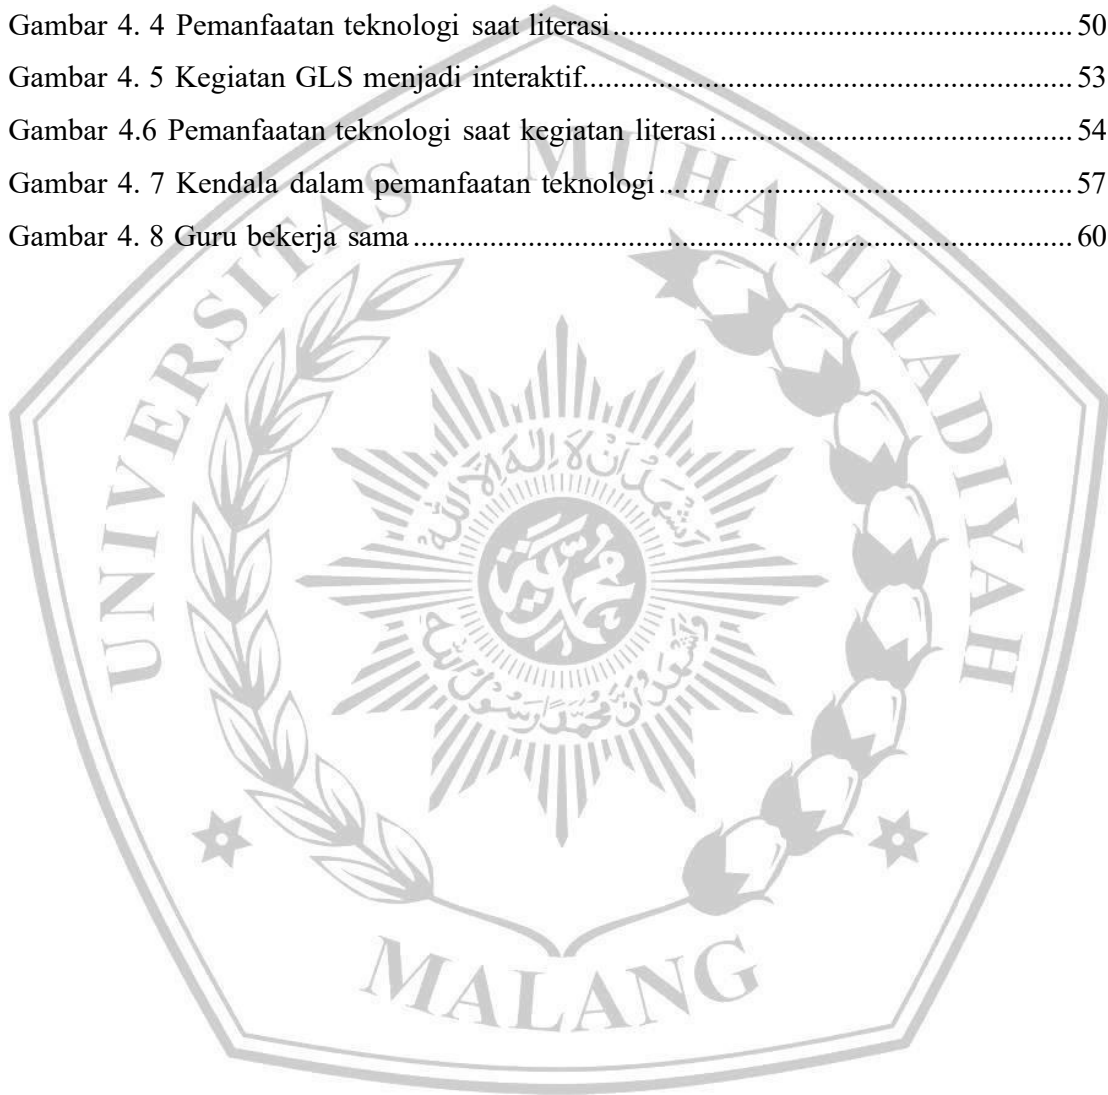 Gambar 4. 4 Pemanfaatan teknologi saat literasi........................................................... 50
Gambar 4. 5 Kegiatan GLS menjadi interaktif............................................................... 53
Gambar 4.6 Pemanfaatan teknologi saat kegiatan literasi.............................................. 54
Gambar 4. 7 Kendala dalam pemanfaatan teknologi...................................................... 57
Gambar 4. 8 Guru bekerja sama..................................................................................... 60
UNIVERSITAS MUHAMMADIYAH
MALANG